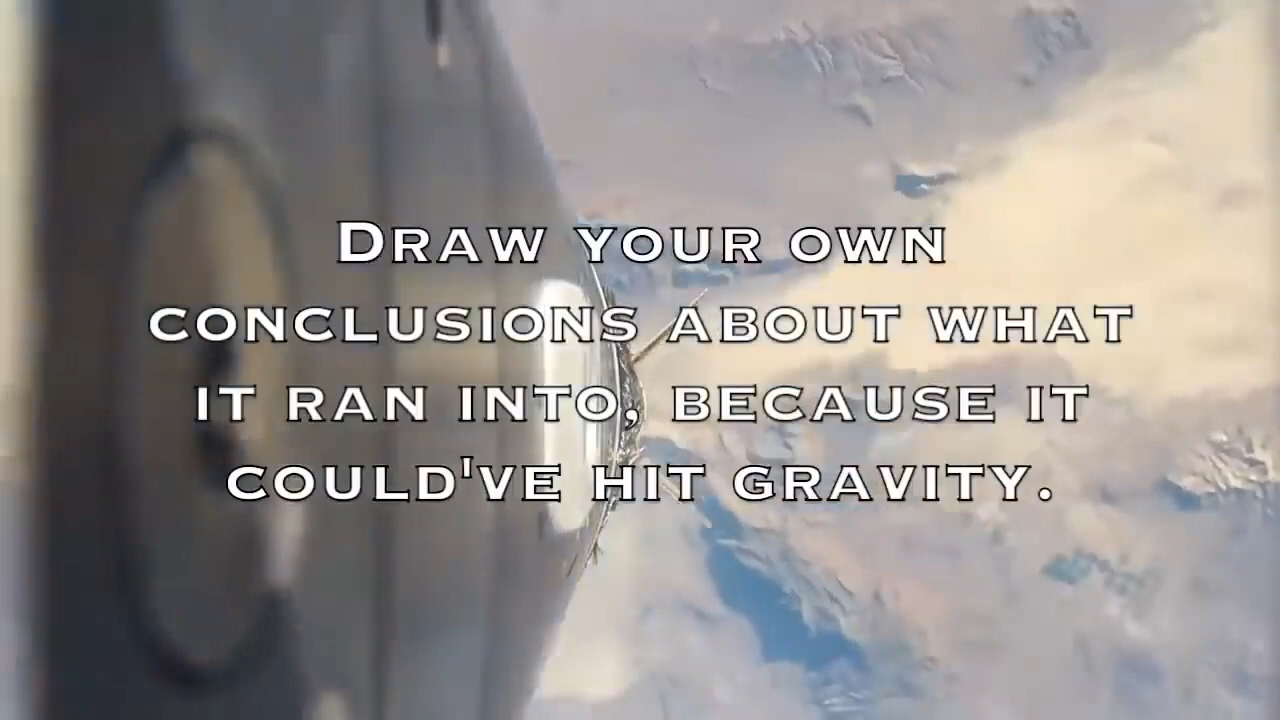 Draw your own
conclusions about what
it ran into, because it
could've hit gravity.